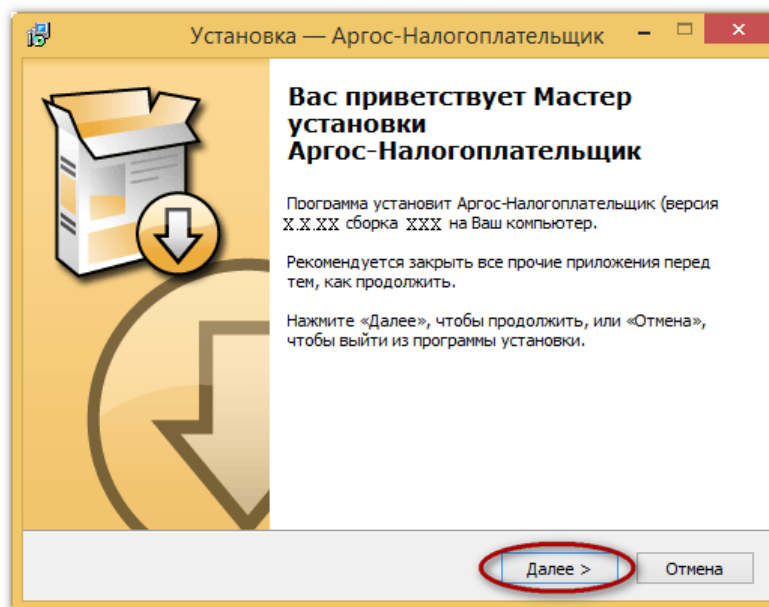 Установка — Аргос-Налогоплательщик
Вас приветствует Мастер
установки
Аргос-Налогоплательщик
Программа установит Аргос-Налогоплательщик (версия
X.X.XX сборка XXX на Ваш компьютер.
Рекомендуется закрыть все прочие приложения перед
тем, как продолжить.
Нажмите «Далее», чтобы продолжить, или «Отмена»,
чтобы выйти из программы установки.
Далее >
Отмена